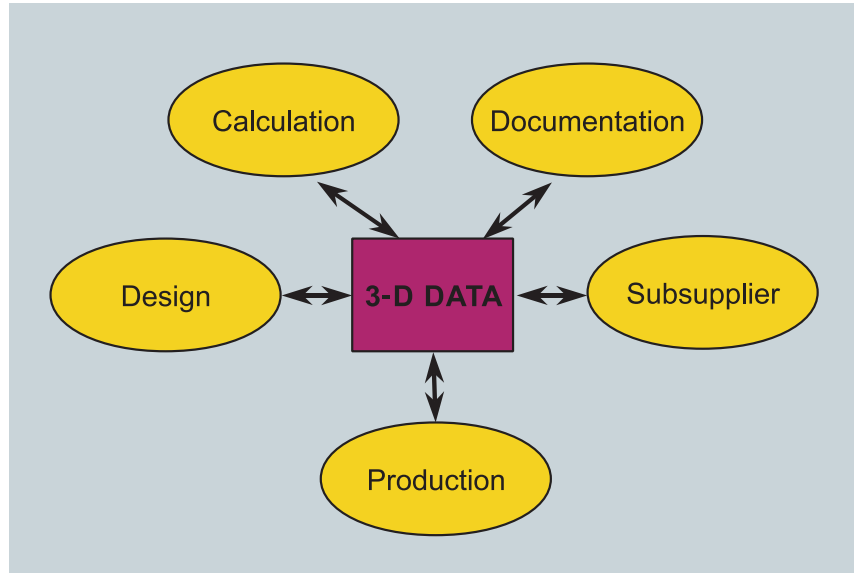 Calculation
Documentation
Design
3-D DATA
Subsupplier
Production